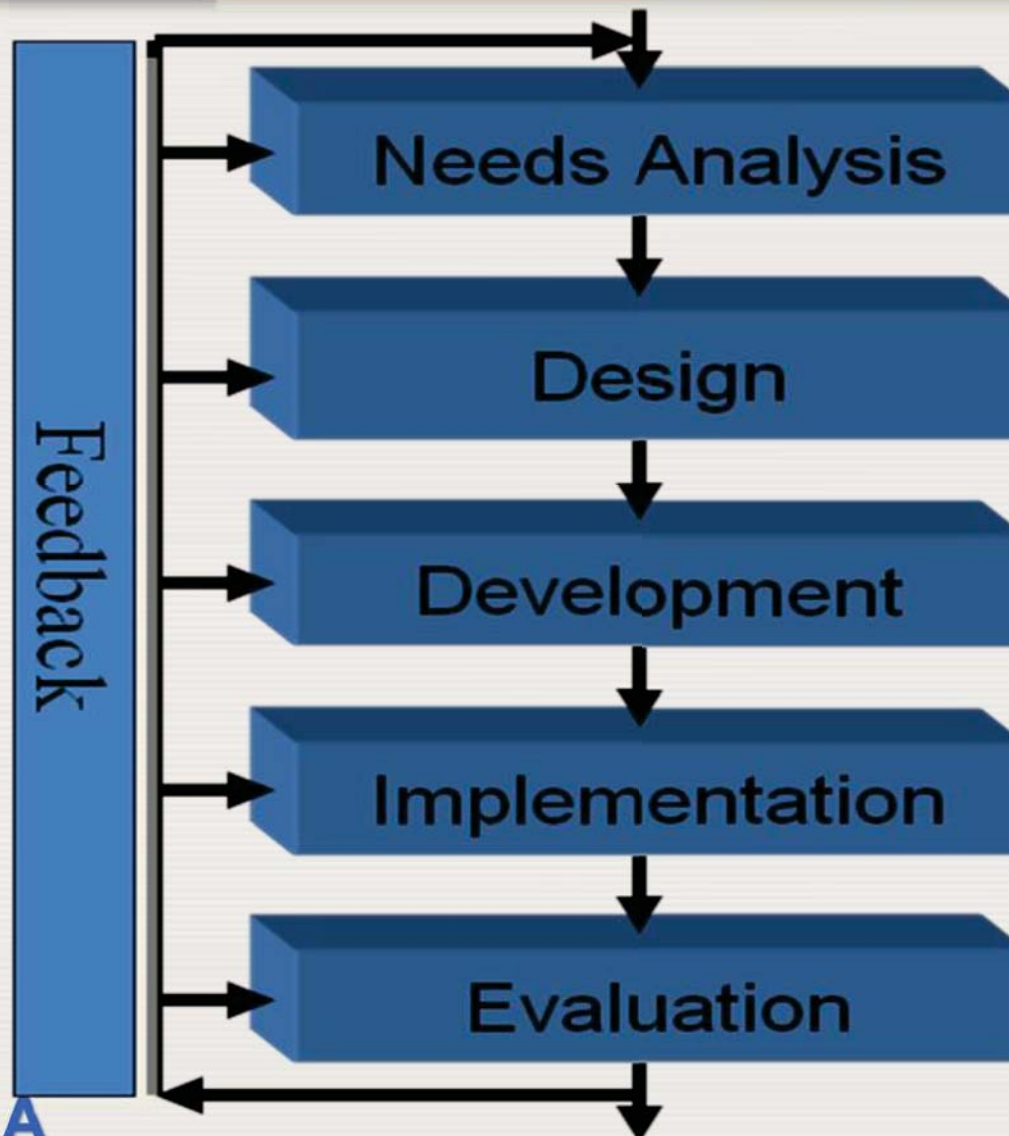 Feedback
Needs Analysis
Design
Development
Implementation
Evaluation
A